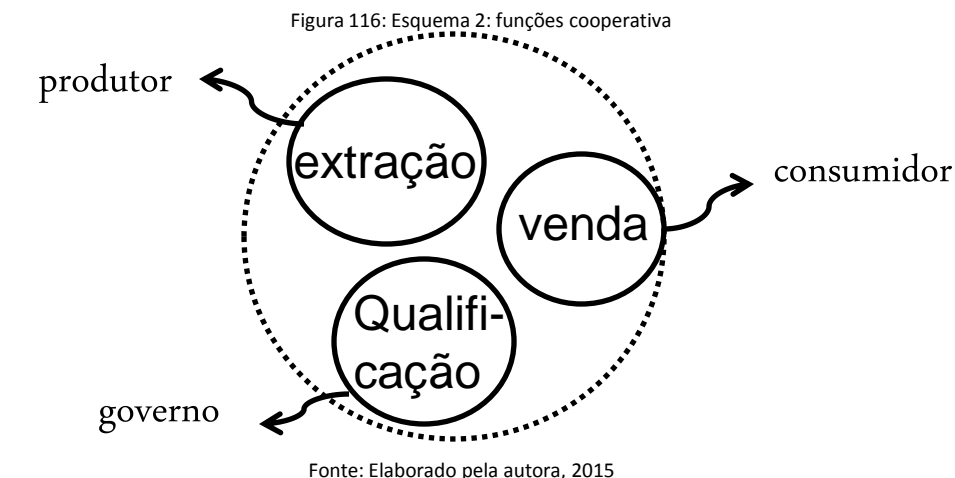 Figura 116: Esquema 2: funções cooperativa
produtor
extração
consumidor
venda
Qualifi-
cação
governo
Fonte: Elaborado pela autora, 2015